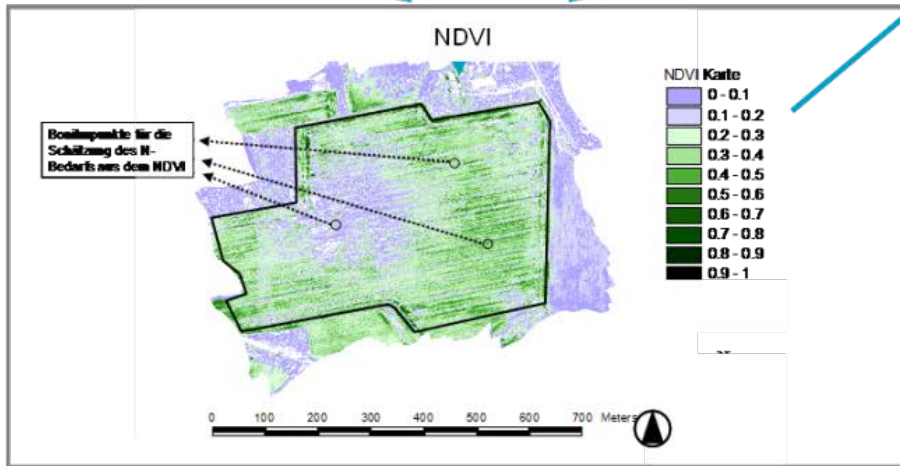 NDVI
NDVI Karte
0 - 0.1
0.1 - 0.2
0.2 - 0.3
0.3 - 0.4
0.4 - 0.5
0.5 - 0.6
0.6 - 0.7
0.7 - 0.8
0.8 - 0.9
0.9 - 1
Boniturpunkte für die
Schätzung des N-
Bedarfs aus dem NDVI
0 100 200 300 400 500 600 700 Meters